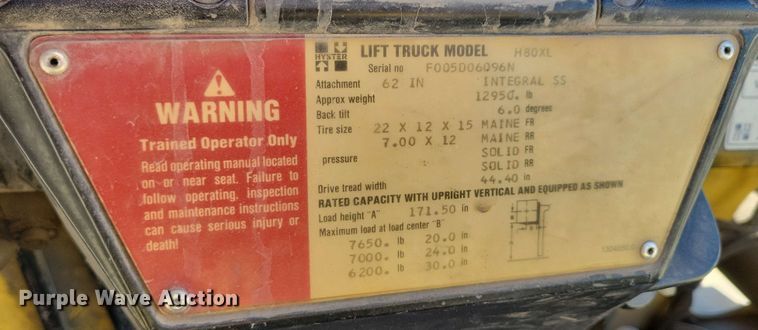 WARNING
Trained Operator Only
Read operating manual located
on or near seat. Failure to
follow operating, inspection
and maintenance instructions
can cause serious injury or
death!
HYSTER
LIFT TRUCK MODEL H80XL
Serial no F005D06096N
Attachment 62 IN INTEGRAL SS
Approx weight 12950. lb
Back tilt 6.0 degrees
Tire size 22 X 12 X 15 MAINE FR
7.00 X 12 MAINE RR
pressure SOLID FR
SOLID RR
Drive tread width 44.40 in
RATED CAPACITY WITH UPRIGHT VERTICAL AND EQUIPPED AS SHOWN
Load height "A" 171.50 in
Maximum load at load center "B"
7650. lb 20.0 in
7000. lb 24.0 in
6200. lb 30.0 in
Purple Wave Auction